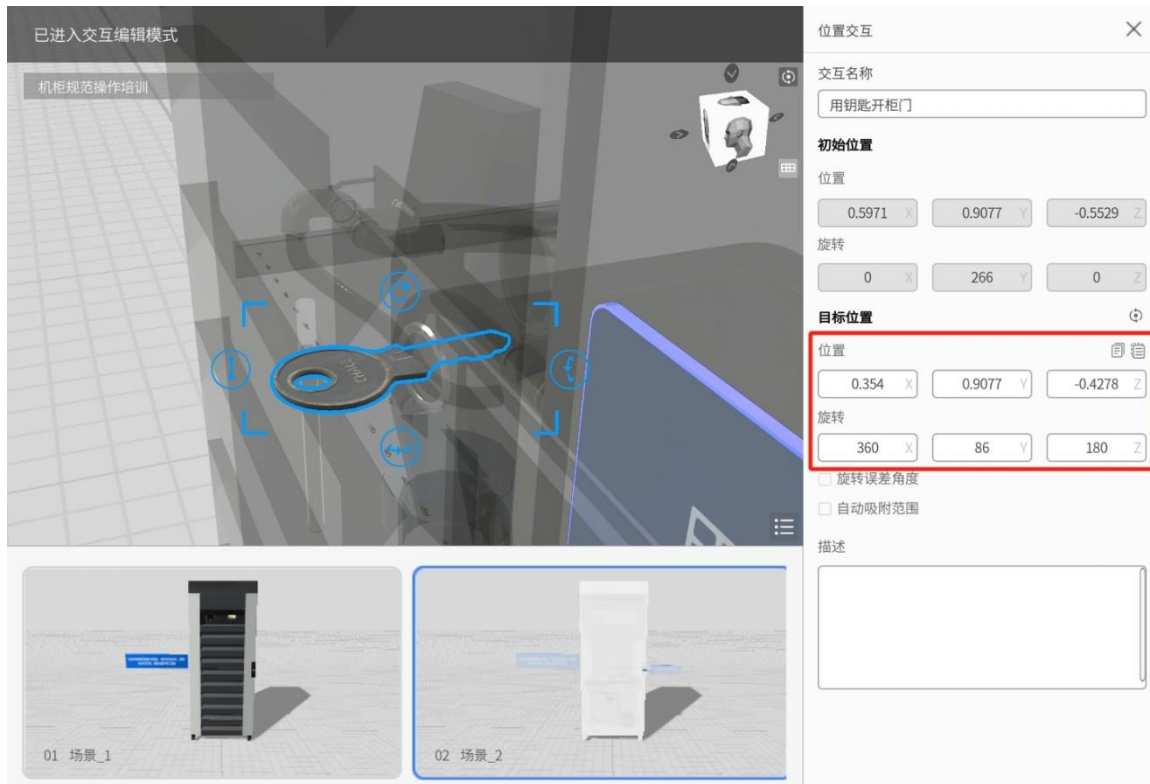 已进入交互编辑模式
机柜规范操作培训
01 场景_1
02 场景_2
位置交互
交互名称
用钥匙开柜门
初始位置
位置
0.5971 X 0.9077 Y -0.5529 Z
旋转
0 X 266 Y 0 Z
目标位置
位置
0.354 X 0.9077 Y -0.4278 Z
旋转
360 X 86 Y 180 Z
旋转误差角度
自动吸附范围
描述